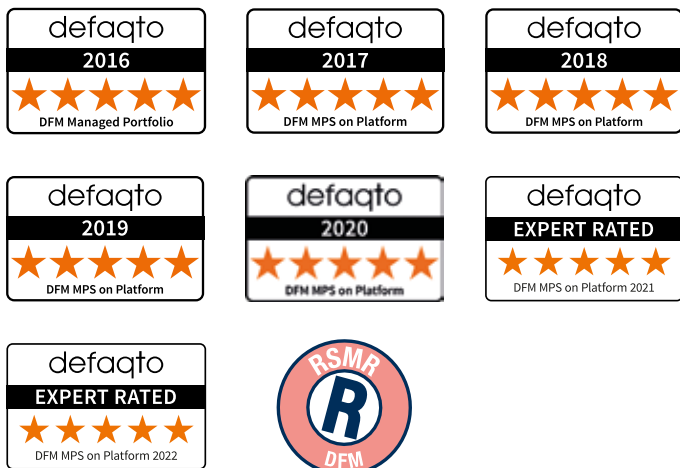 defaqto
2016
DFM Managed Portfolio
defaqto
2017
DFM MPS on Platform
defaqto
2018
DFM MPS on Platform
defaqto
2019
DFM MPS on Platform
defaqto
2020
DFM MPS on Platform
defaqto
EXPERT RATED
DFM MPS on Platform 2021
defaqto
EXPERT RATED
DFM MPS on Platform 2022
RSMR
R
DFM